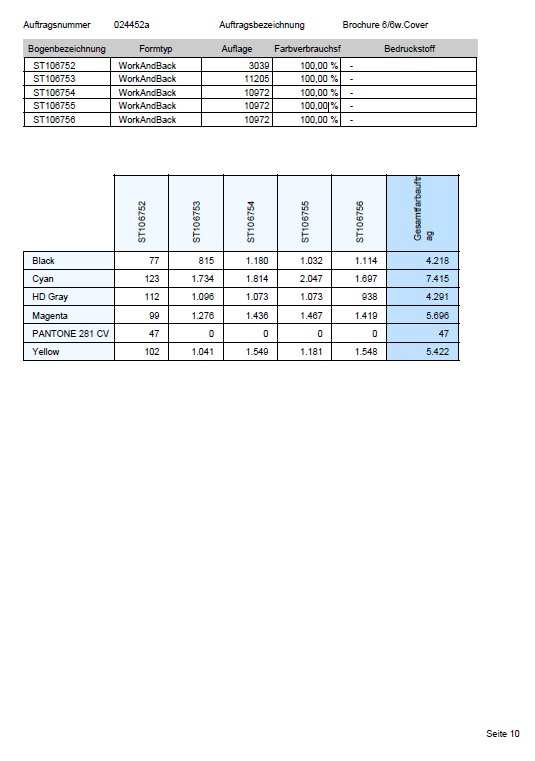 Auftragsnummer 024452a Auftragsbezeichnung Brochure 6/6w.Cover
Bogenbezeichnung Formtyp Auflage Farbverbrauchsf Bedruckstoff
ST106752 WorkAndBack 3039 100,00 % -
ST106753 WorkAndBack 11205 100,00 % -
ST106754 WorkAndBack 10972 100,00 % -
ST106755 WorkAndBack 10972 100,00 % -
ST106756 WorkAndBack 10972 100,00 % -
ST106752 ST106753 ST106754 ST106755 ST106756 Gesamtfarbauftr
ag
Black 77 815 1.180 1.032 1.114 4.218
Cyan 123 1.734 1.814 2.047 1.697 7.415
HD Gray 112 1.096 1.073 1.073 938 4.291
Magenta 99 1.276 1.436 1.467 1.419 5.696
PANTONE 281 CV 47 0 0 0 0 47
Yellow 102 1.041 1.549 1.181 1.548 5.422
Seite 10